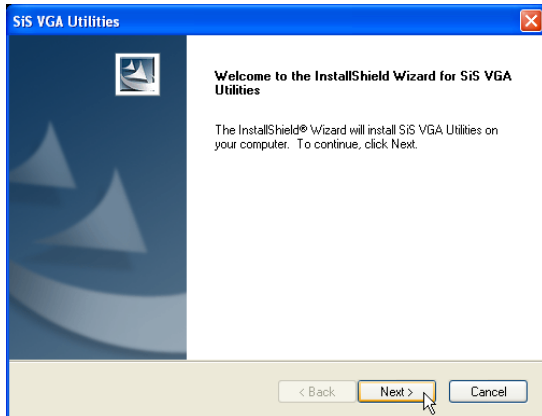 SiS VGA Utilities
Welcome to the InstallShield Wizard for SiS VGA
Utilities
The InstallShield® Wizard will install SiS VGA Utilities on
your computer.  To continue, click Next.
< Back
Next >
Cancel